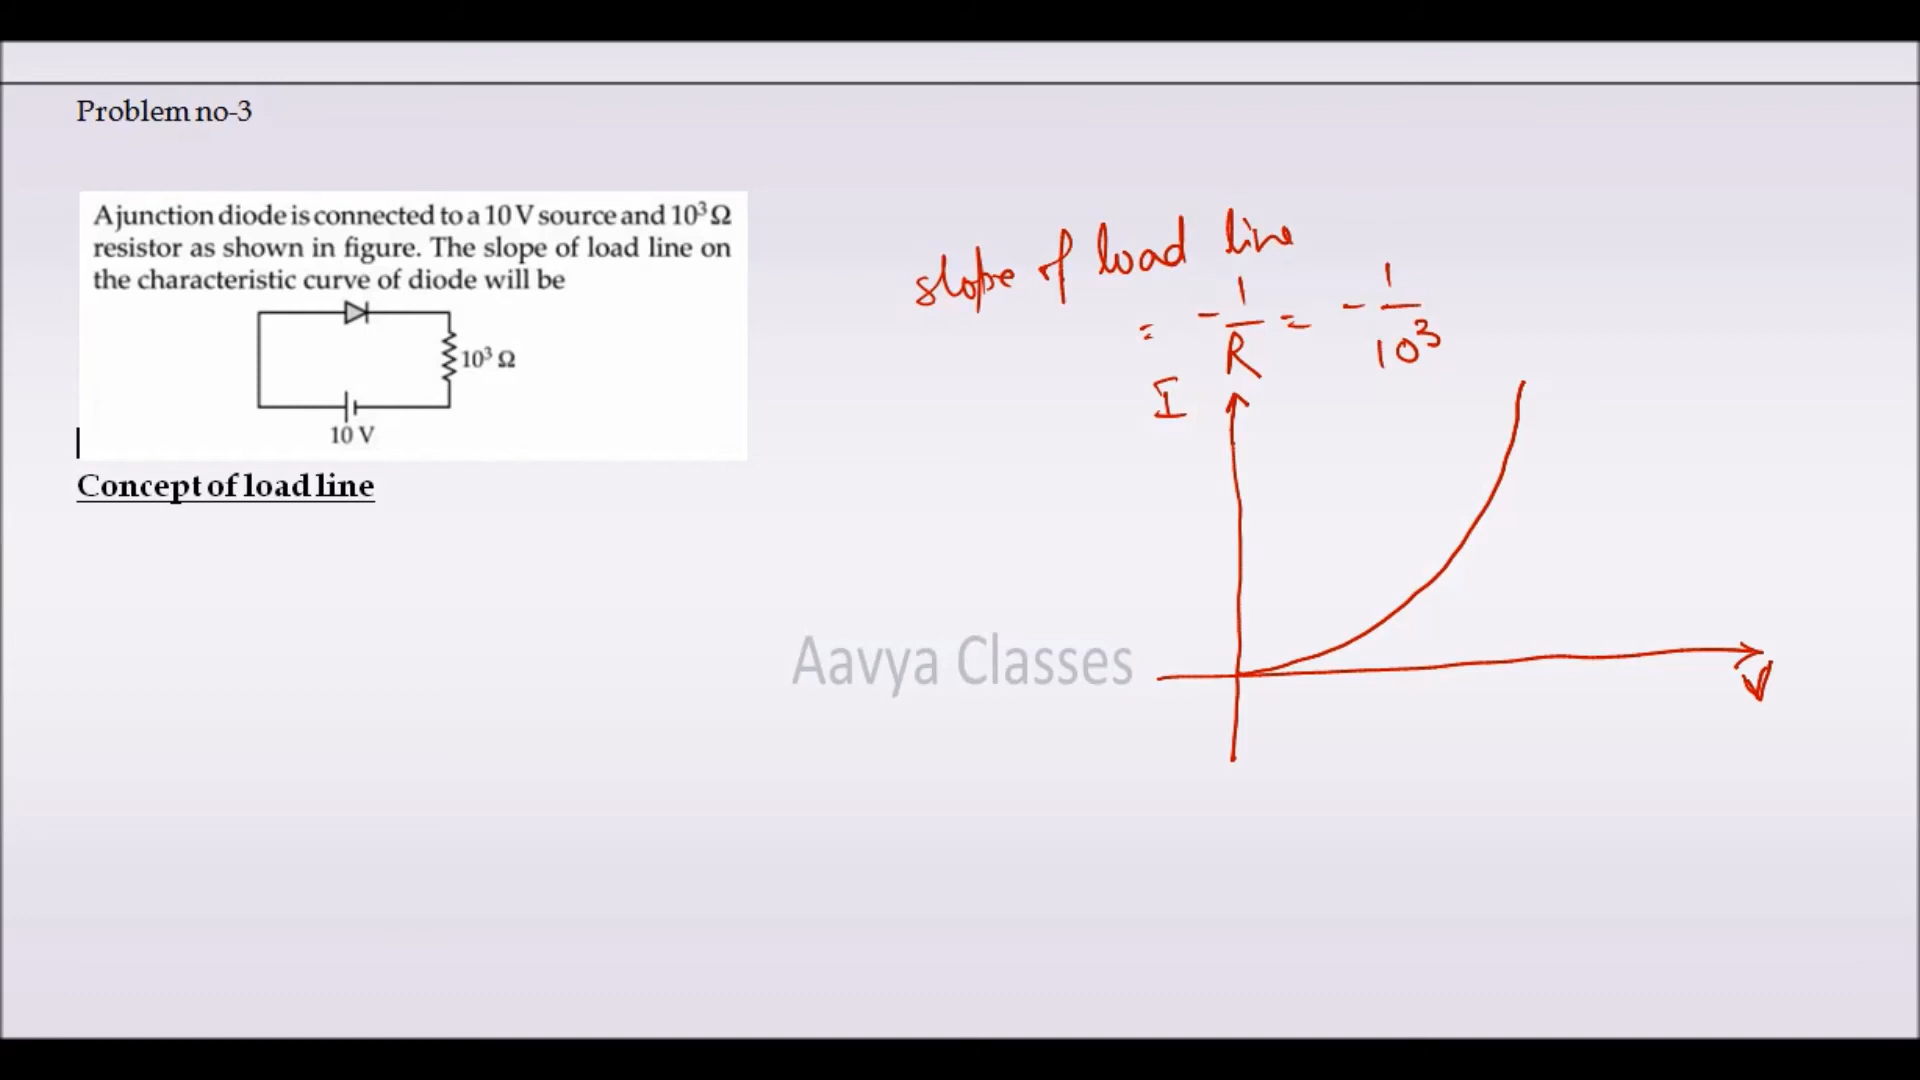 Problem no-3
A junction diode is connected to a 10 V source and 10³ Ω
resistor as shown in figure. The slope of load line on
the characteristic curve of diode will be
10³ Ω
10 V
Concept of load line
slope of load line
= -1/R = -1/10³
I
V
Aavya Classes